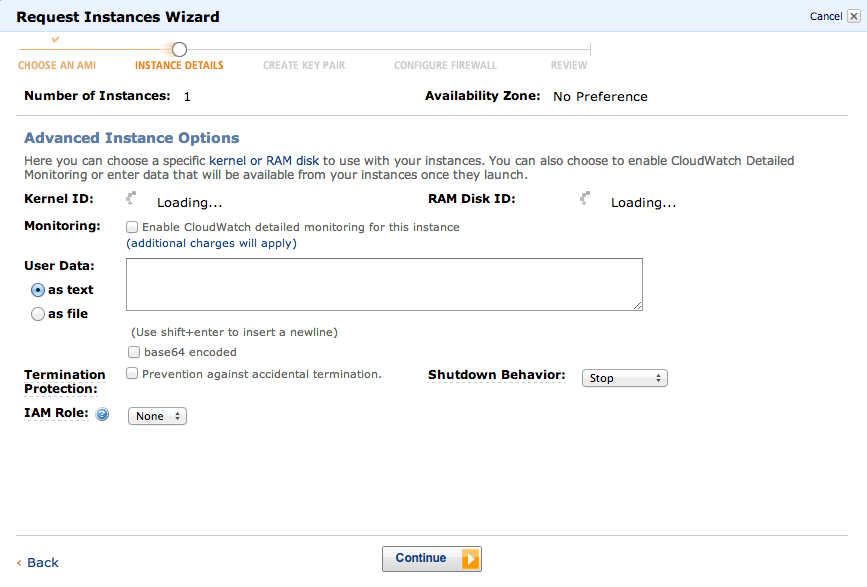 Request Instances Wizard
Cancel
CHOOSE AN AMI
INSTANCE DETAILS
CREATE KEY PAIR
CONFIGURE FIREWALL
REVIEW
Number of Instances: 1
Availability Zone: No Preference
Advanced Instance Options
Here you can choose a specific kernel or RAM disk to use with your instances. You can also choose to enable CloudWatch Detailed
Monitoring or enter data that will be available from your instances once they launch.
Kernel ID: Loading...
RAM Disk ID: Loading...
Monitoring: Enable CloudWatch detailed monitoring for this instance
(additional charges will apply)
User Data:
as text
as file
(Use shift+enter to insert a newline)
base64 encoded
Termination
Protection:
Prevention against accidental termination.
Shutdown Behavior: Stop
IAM Role: ? None
< Back
Continue